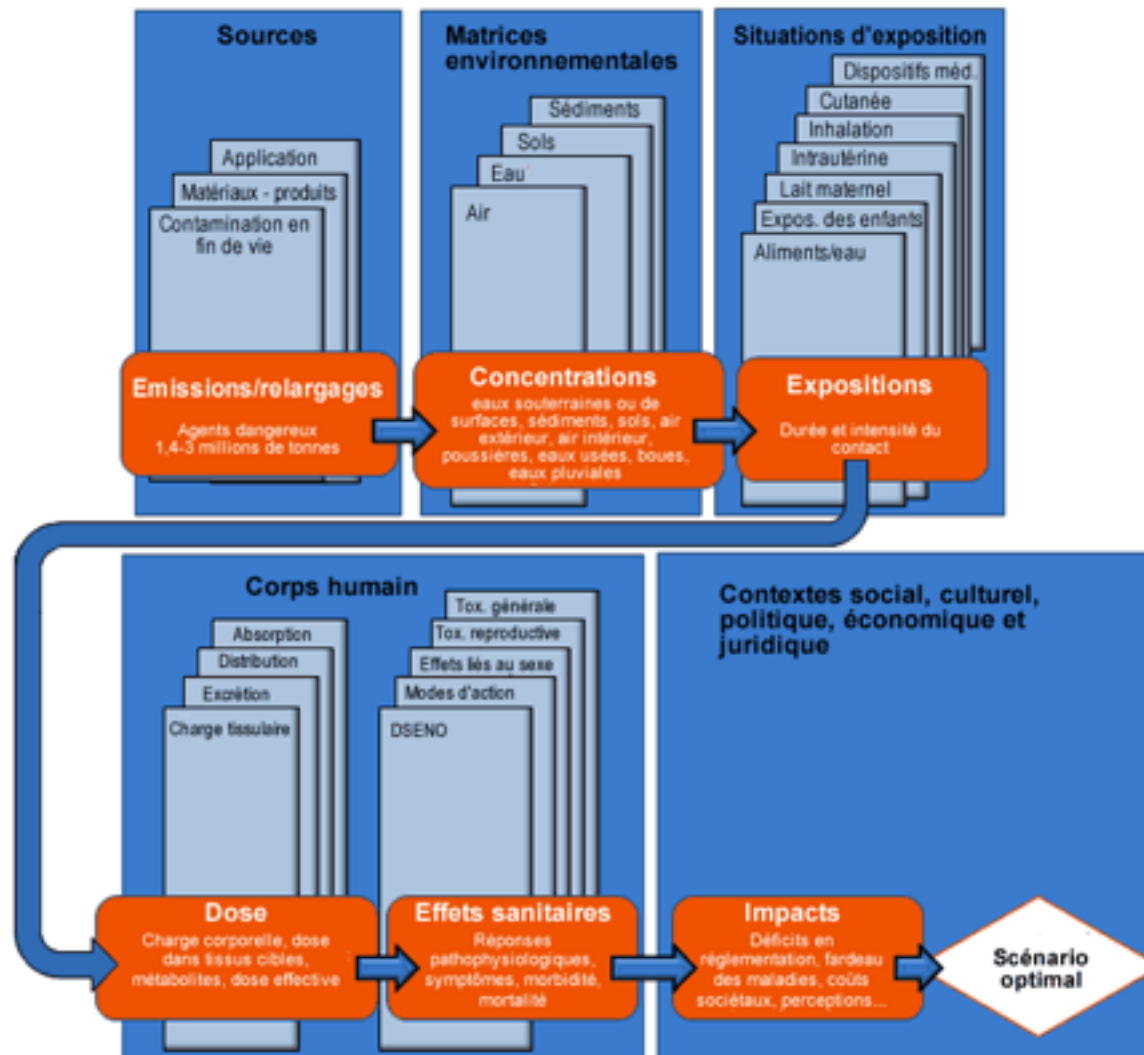 Sources
Application
Matériaux - produits
Contamination en
fin de vie
Emissions/relargages
Agents dangereux
1,4-3 millions de tonnes
Matrices
environnementales
Sédiments
Sols
Eau
Air
Concentrations
eaux souterraines ou de
surfaces, sédiments, sols, air
extérieur, air intérieur,
poussières, eaux usées, boues,
eaux pluviales
Situations d'exposition
Dispositifs méd.
Cutanée
Inhalation
Intrautérine
Lait maternel
Expos. des enfants
Aliments/eau
Expositions
Durée et intensité du
contact
Corps humain
Absorption
Distribution
Excrétion
Charge tissulaire
Dose
Charge corporelle, dose
dans tissus cibles,
métabolites, dose effective
Tox. générale
Tox. reproductive
Effets liés au sexe
Modes d'action
DSENO
Effets sanitaires
Réponses
pathophysiologiques,
symptômes, morbidité,
mortalité
Contextes social, culturel,
politique, économique et
juridique
Impacts
Déficits en
réglementation, fardeau
des maladies, coûts
sociétaux, perceptions...
Scénario
optimal